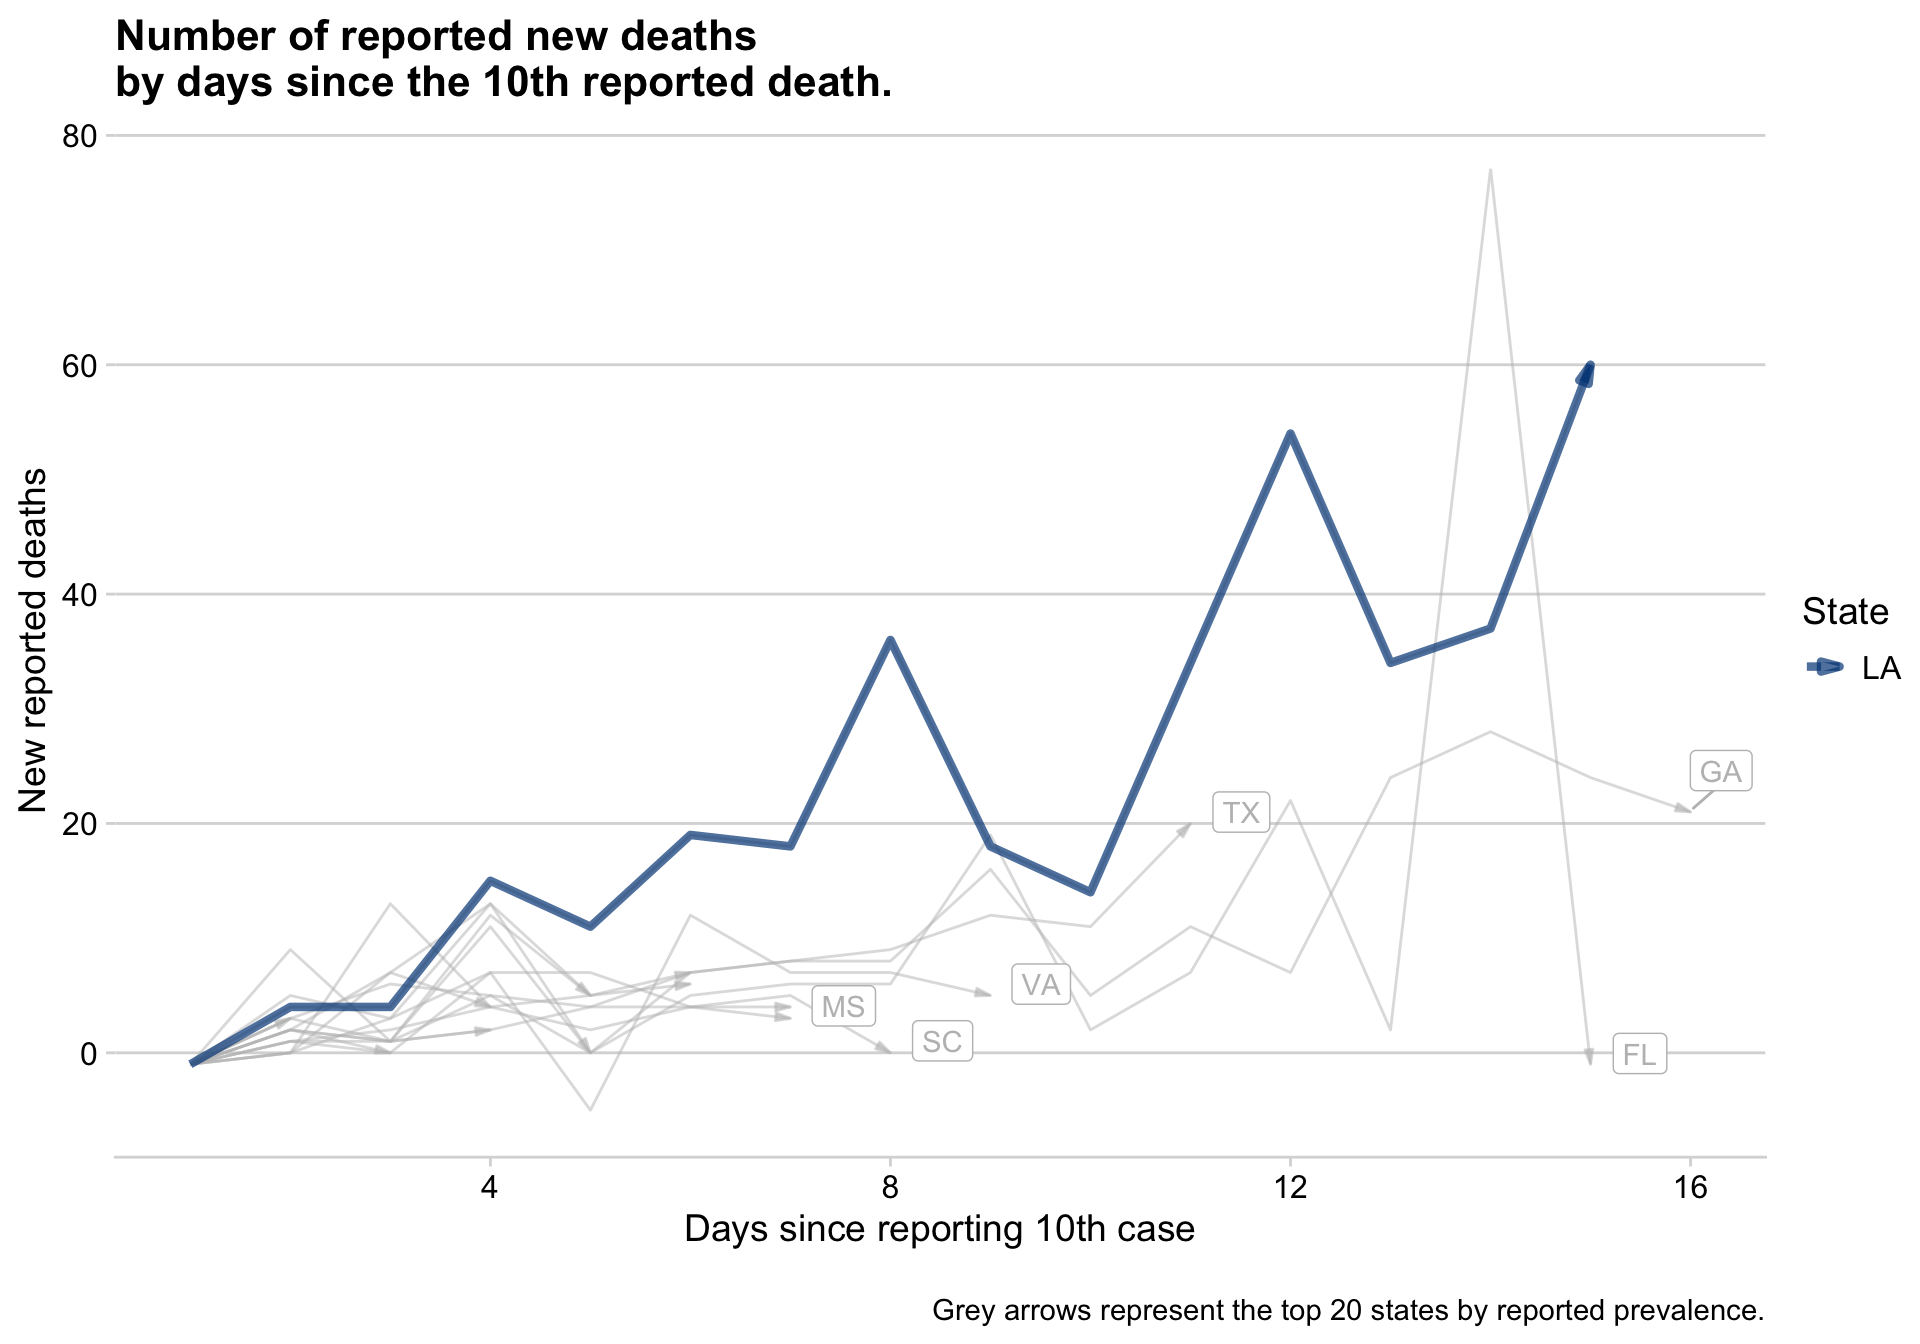 Number of reported new deaths
by days since the 10th reported death.
80
60
40
20
0
New reported deaths
TX
GA
VA
MS
SC
FL
State
LA
4
8
12
16
Days since reporting 10th case
Grey arrows represent the top 20 states by reported prevalence.